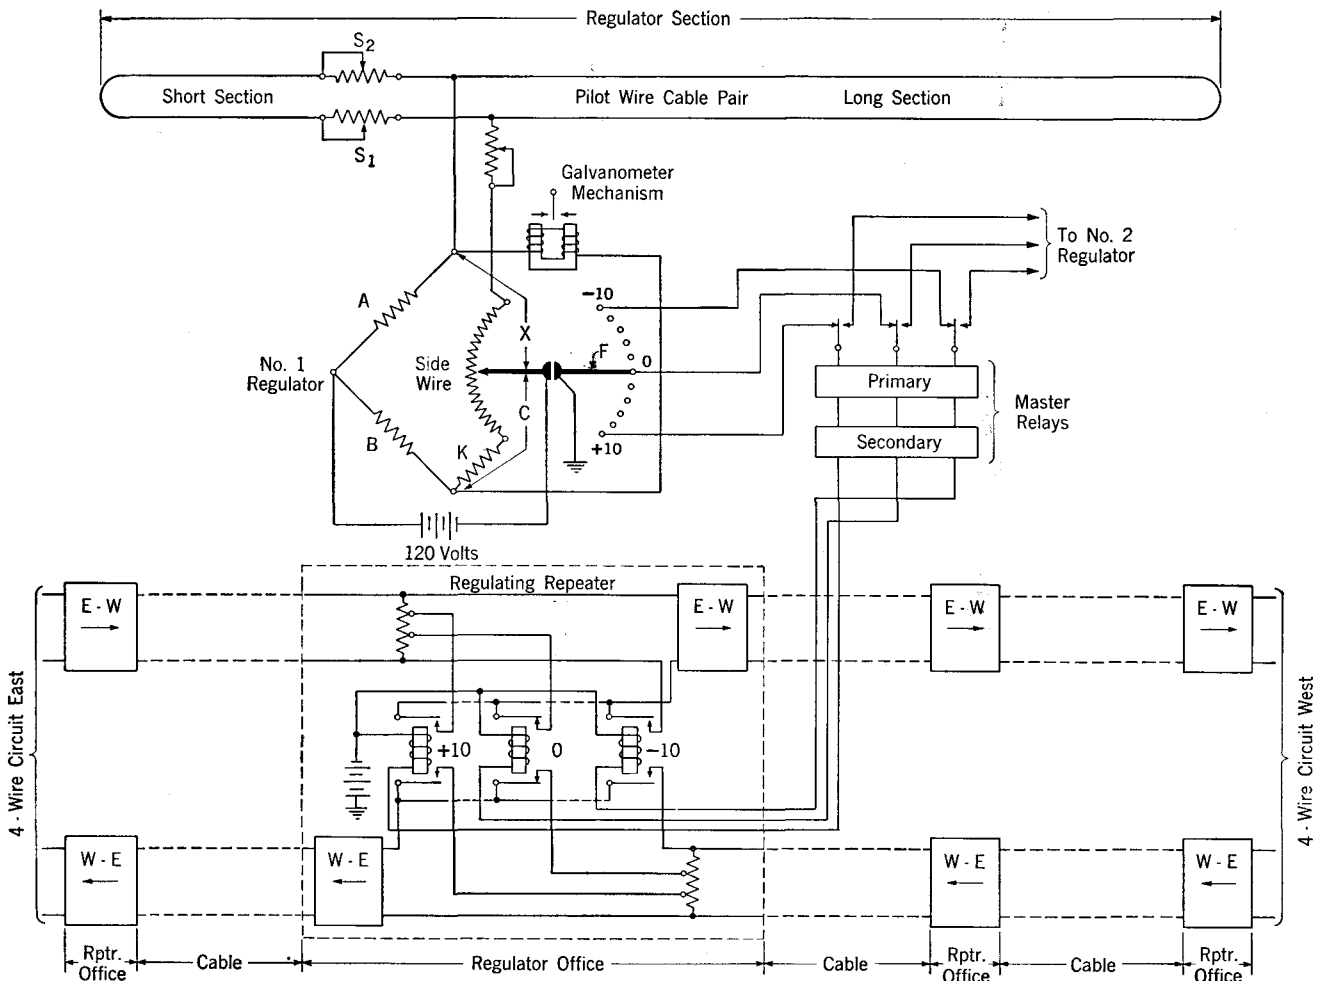 Regulator Section
S2
Short Section
Pilot Wire Cable Pair
Long Section
S1
Galvanometer
Mechanism
To No. 2
Regulator
A
-10
X
F
0
No. 1
Regulator
Side
Wire
C
B
K
+10
Primary
Secondary
Master
Relays
120 Volts
Regulating Repeater
E - W
E - W
E - W
E - W
4 - Wire Circuit East
4 - Wire Circuit West
+10
0
-10
W - E
W - E
W - E
W - E
Rptr.
Office
Cable
Regulator Office
Cable
Rptr.
Office
Cable
Rptr.
Office